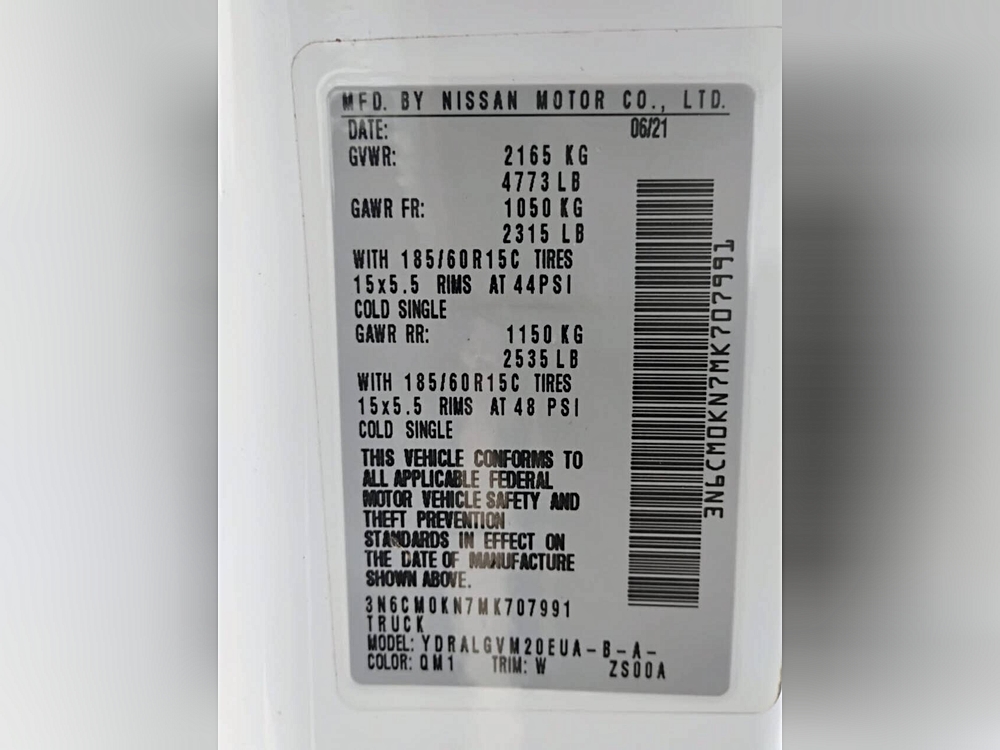 MFD. BY NISSAN MOTOR CO., LTD.
DATE: 06/21
GVWR: 2165 KG
4773 LB
GAWR FR: 1050 KG
2315 LB
WITH 185/60R15C TIRES
15x5.5 RIMS AT 44PSI
COLD SINGLE
GAWR RR: 1150 KG
2535 LB
WITH 185/60R15C TIRES
15x5.5 RIMS AT 48 PSI
COLD SINGLE
THIS VEHICLE CONFORMS TO
ALL APPLICABLE FEDERAL
MOTOR VEHICLE SAFETY AND
THEFT PREVENTION
STANDARDS IN EFFECT ON
THE DATE OF MANUFACTURE
SHOWN ABOVE.
3N6CM0KN7MK707991
TRUCK
MODEL: YDRALGVM20EUA-B-A-
COLOR: QM1 TRIM: W ZS00A
3N6CM0KN7MK707991